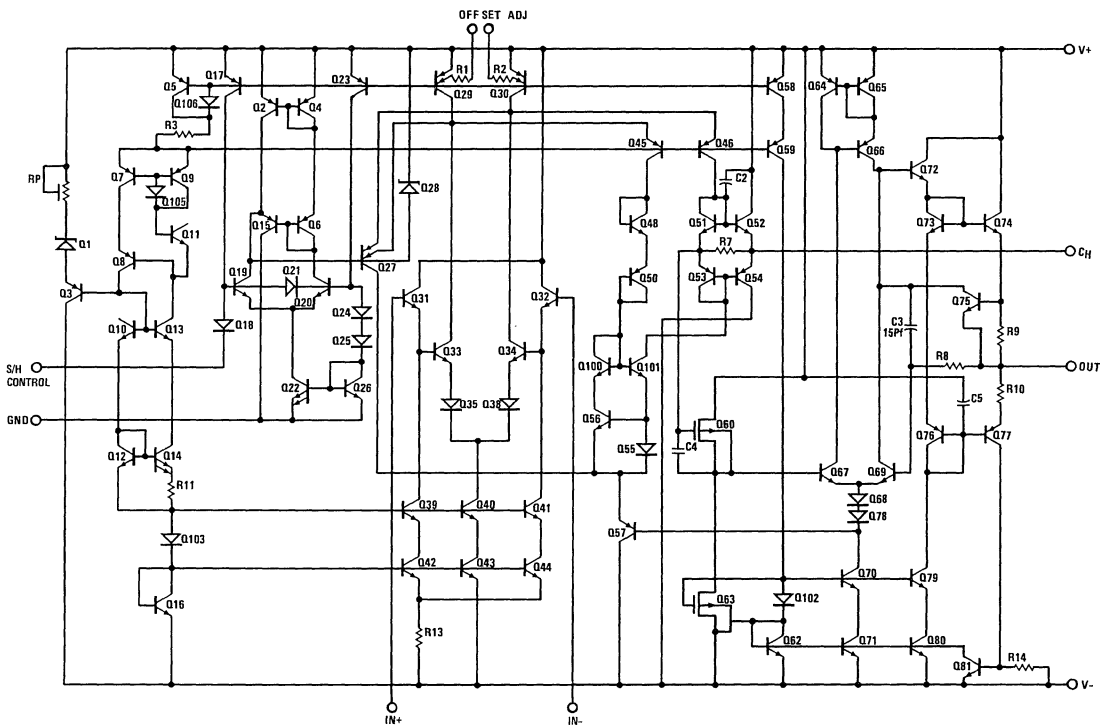 OFF SET ADJ
V+
Q5
Q17
Q23
R1
R2
Q29
Q30
Q58
Q64
Q65
Q106
Q2
Q4
R3
Q45
Q46
Q59
Q66
Q72
RP
Q7
Q9
Q105
Q28
C2
Q11
Q15
Q6
Q48
Q51
Q52
Q73
Q74
Q1
R7
CH
Q8
Q19
Q21
Q27
Q50
Q53
Q54
Q3
Q20
Q31
Q32
Q75
C3
15Pf
R9
Q10
Q13
Q18
Q24
Q25
Q33
Q34
R8
OUT
S/H
CONTROL
Q22
Q26
Q100
Q101
R10
Q35
Q38
C5
GND
Q56
Q60
Q55
C4
Q76
Q77
Q12
Q14
Q67
Q69
R11
Q68
Q78
Q39
Q40
Q41
Q57
Q103
Q42
Q43
Q44
Q70
Q79
Q16
Q63
Q102
R13
Q62
Q71
Q80
Q81
R14
V-
IN+
IN-